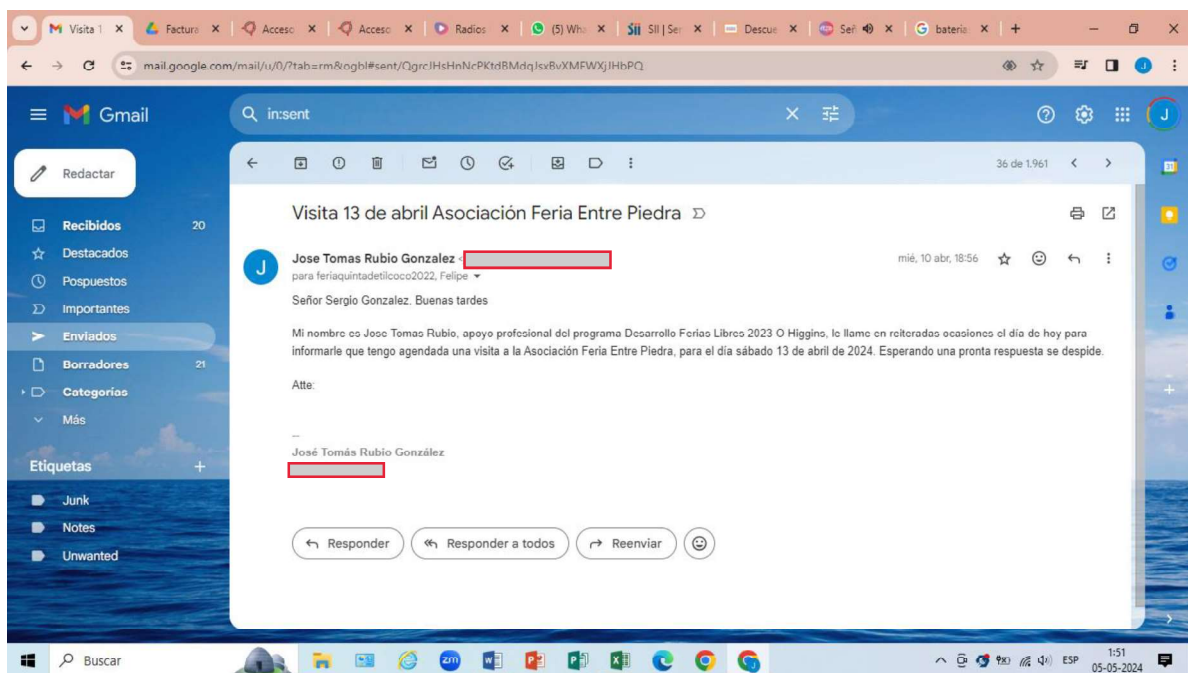 Visita 1
Factura
Acceso
Acceso
Radios
(5) Wha
SII | Ser
Descue
Señ
batería
mail.google.com/mail/u/0/?tab=rm&ogbl#sent/
Gmail
in:sent
J
Redactar
36 de 1.961
Recibidos 20
Destacados
Pospuestos
Importantes
Enviados
Borradores 21
Categorías
Más
Etiquetas
Junk
Notes
Unwanted
Visita 13 de abril Asociación Feria Entre Piedra
J
Jose Tomas Rubio Gonzalez
mié, 10 abr, 18:56
para feriaquintadetilcoco2022, Felipe
Señor Sergio Gonzalez. Buenas tardes
Mi nombre es Jose Tomas Rubio, apoyo profesional del programa Desarrollo Ferias Libres 2023 O Higgins, le llame en reiteradas ocasiones el día de hoy para
informarle que tengo agendada una visita a la Asociación Feria Entre Piedra, para el día sábado 13 de abril de 2024. Esperando una pronta respuesta se despide.
Atte:
--
José Tomás Rubio González
Responder
Responder a todos
Reenviar
Buscar
ESP
1:51
05-05-2024